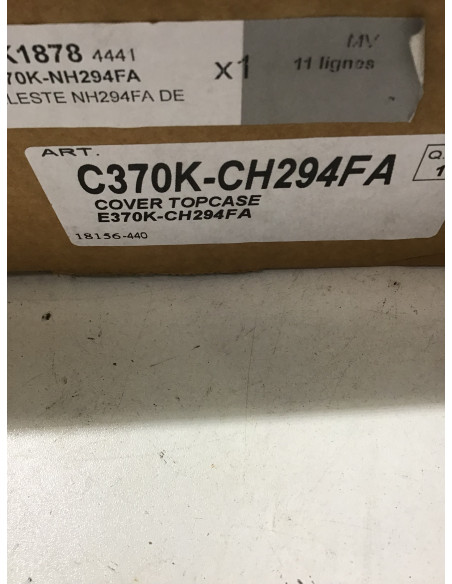 K1878 4441
70K-NH294FA
LESTE NH294FA DE
x1
MV
11 lignes
ART.
C370K-CH294FA
COVER TOPCASE
E370K-CH294FA
18156-440
Q
1